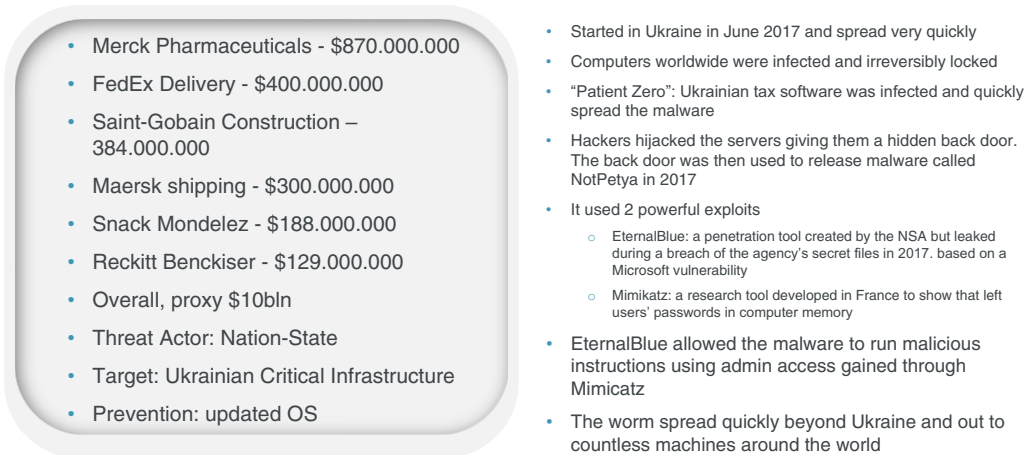 • Merck Pharmaceuticals - $870.000.000
• FedEx Delivery - $400.000.000
• Saint-Gobain Construction –
384.000.000
• Maersk shipping - $300.000.000
• Snack Mondelez - $188.000.000
• Reckitt Benckiser - $129.000.000
• Overall, proxy $10bln
• Threat Actor: Nation-State
• Target: Ukrainian Critical Infrastructure
• Prevention: updated OS
• Started in Ukraine in June 2017 and spread very quickly
• Computers worldwide were infected and irreversibly locked
• “Patient Zero”: Ukrainian tax software was infected and quickly
spread the malware
• Hackers hijacked the servers giving them a hidden back door.
The back door was then used to release malware called
NotPetya in 2017
• It used 2 powerful exploits
o EternalBlue: a penetration tool created by the NSA but leaked
during a breach of the agency’s secret files in 2017. based on a
Microsoft vulnerability
o Mimikatz: a research tool developed in France to show that left
users’ passwords in computer memory
• EternalBlue allowed the malware to run malicious
instructions using admin access gained through
Mimicatz
• The worm spread quickly beyond Ukraine and out to
countless machines around the world